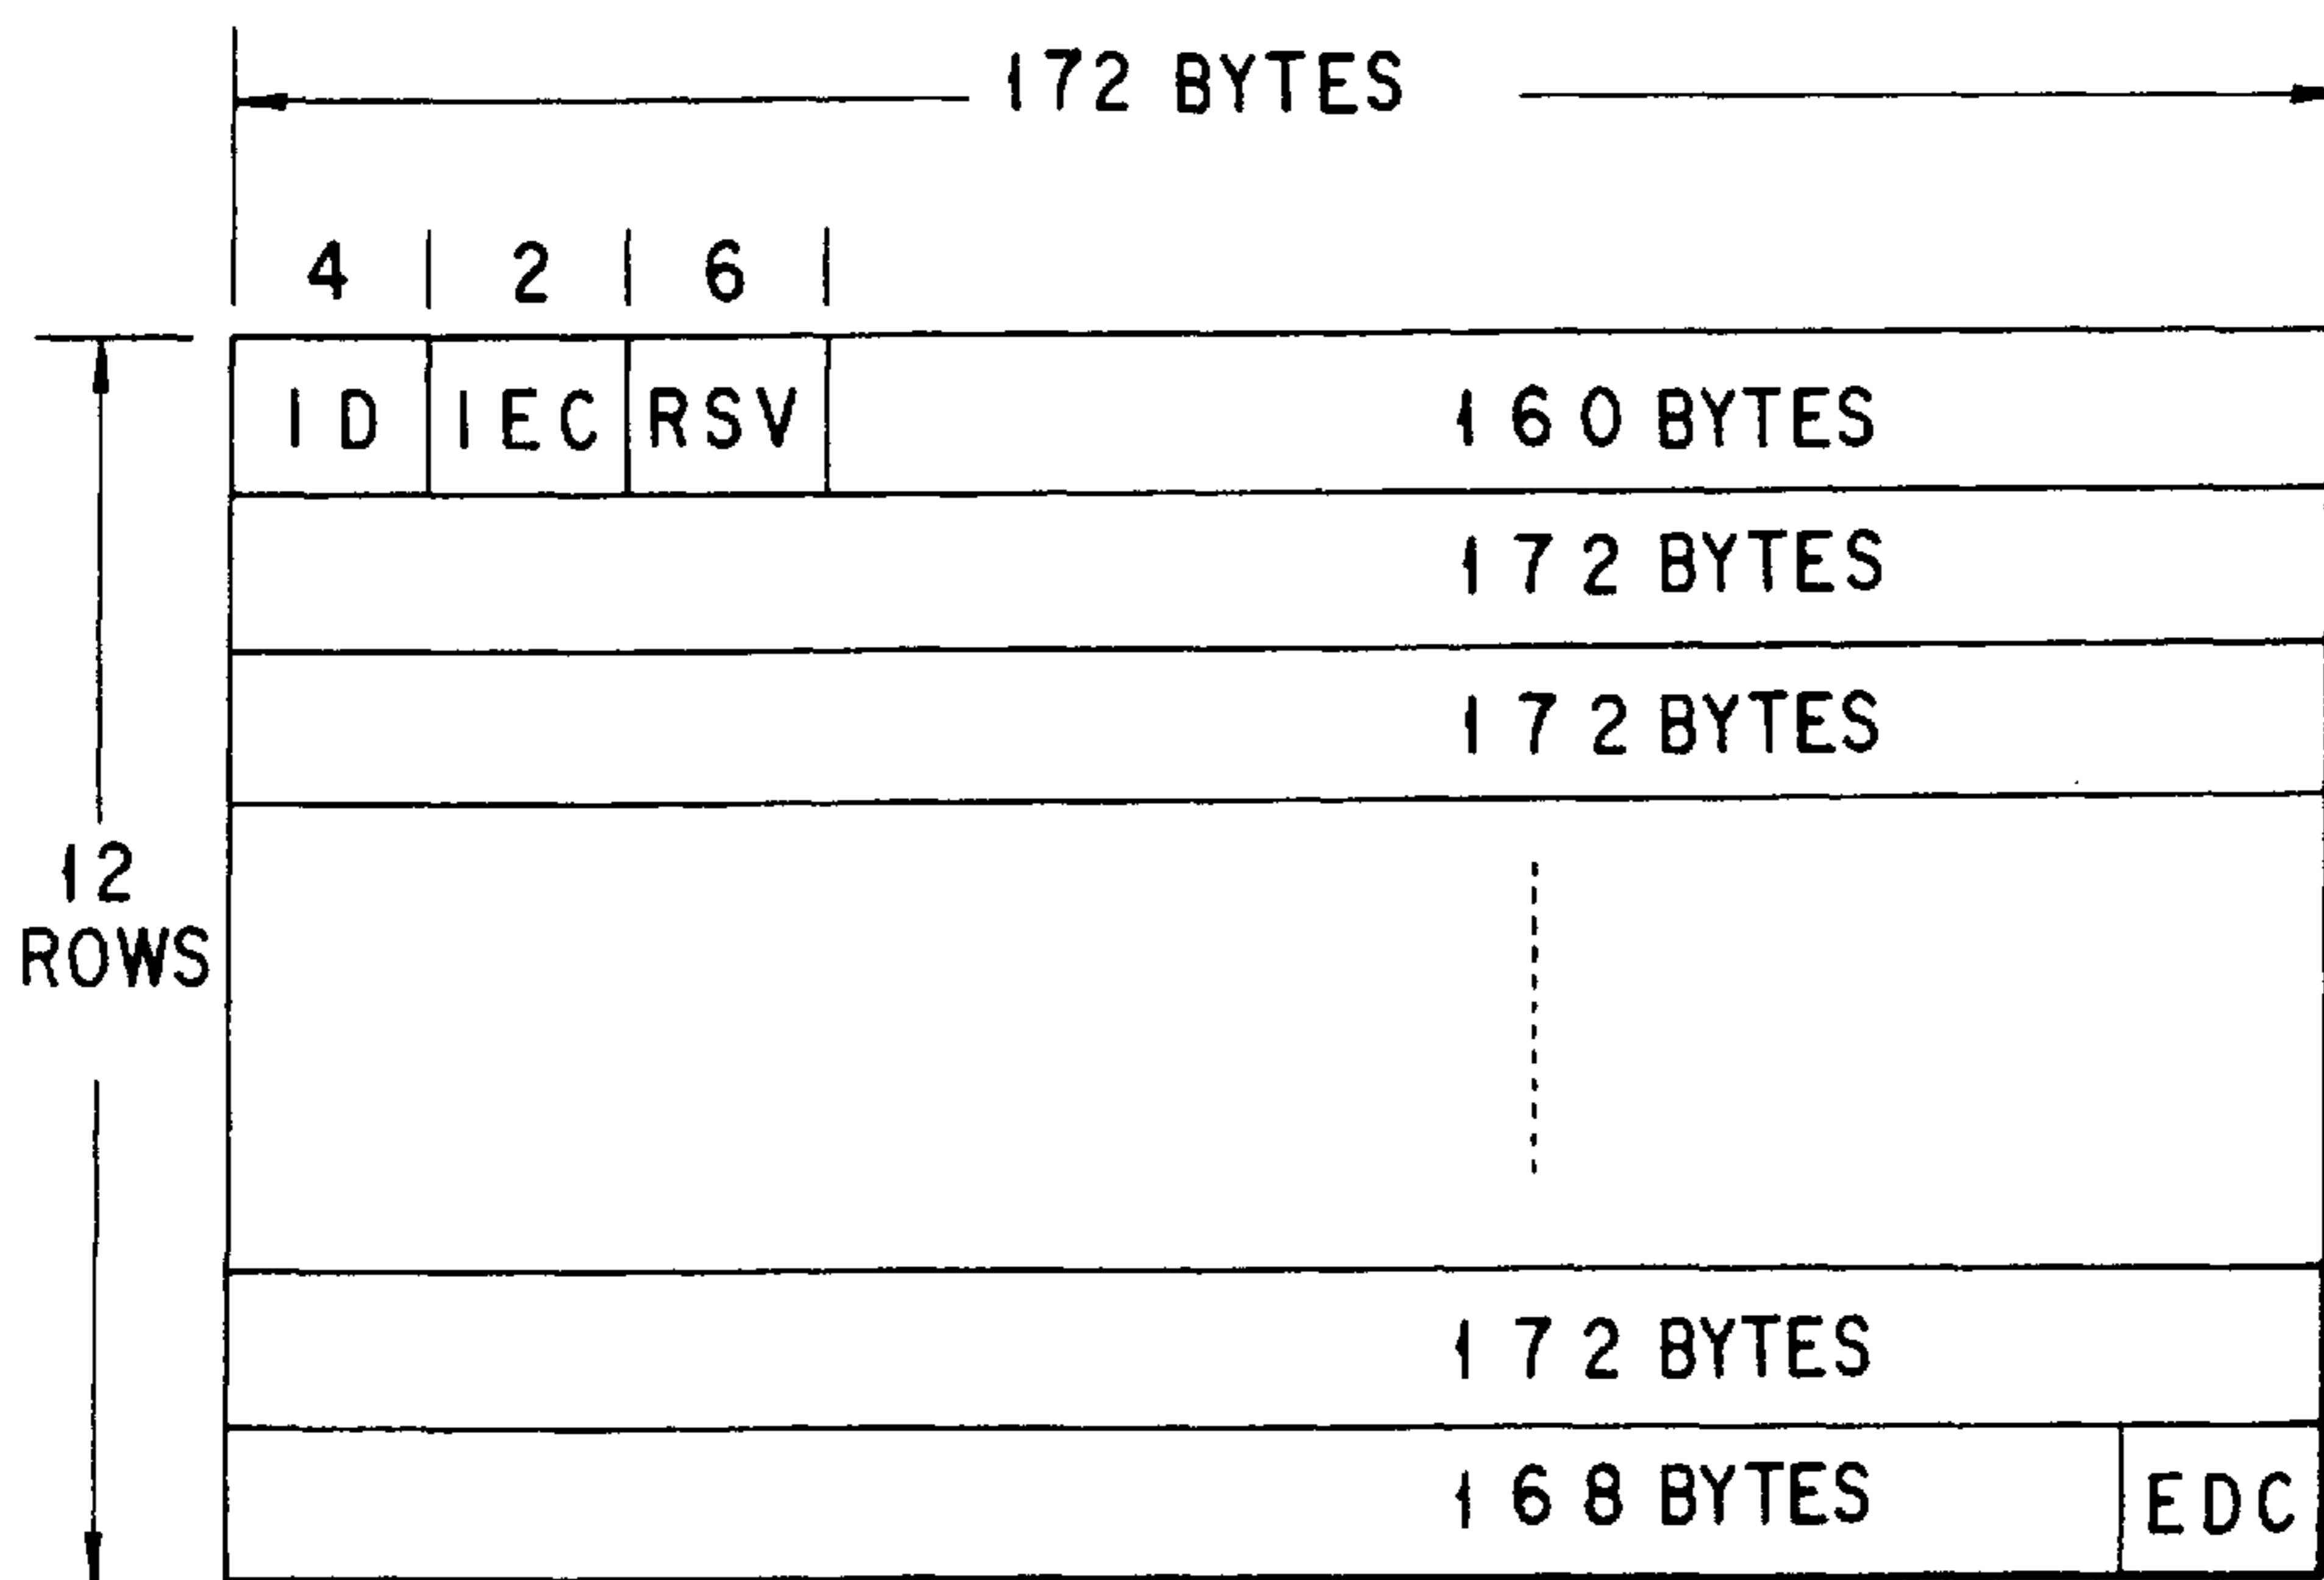 172 BYTES
4 2 6
ID IEC RSV 160 BYTES
172 BYTES
172 BYTES
12
ROWS
172 BYTES
168 BYTES EDC